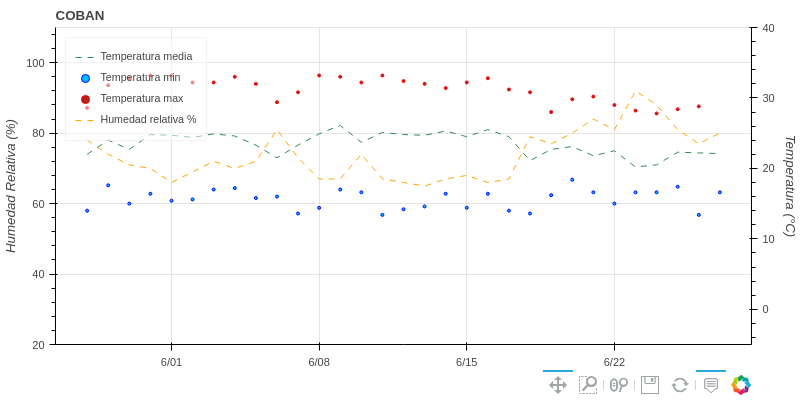 COBAN
Temperatura media
Temperatura min
Temperatura max
Humedad relativa %
Humedad Relativa (%)
100
80
60
40
20
40
30
20
10
0
Temperatura (°C)
6/01
6/08
6/15
6/22